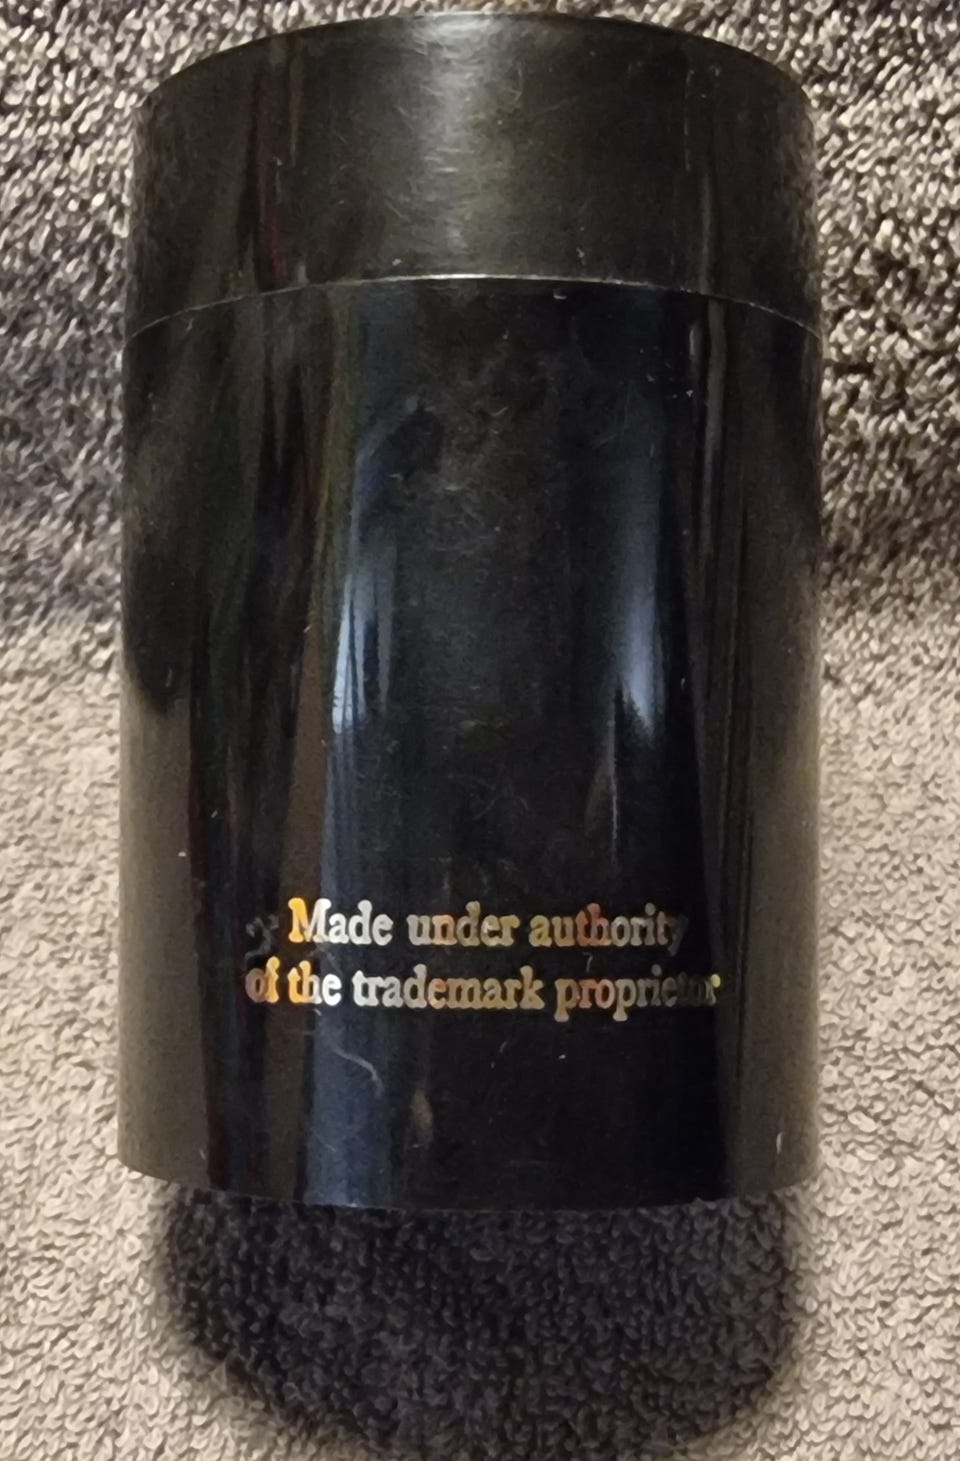 Made under authority
of the trademark proprietor